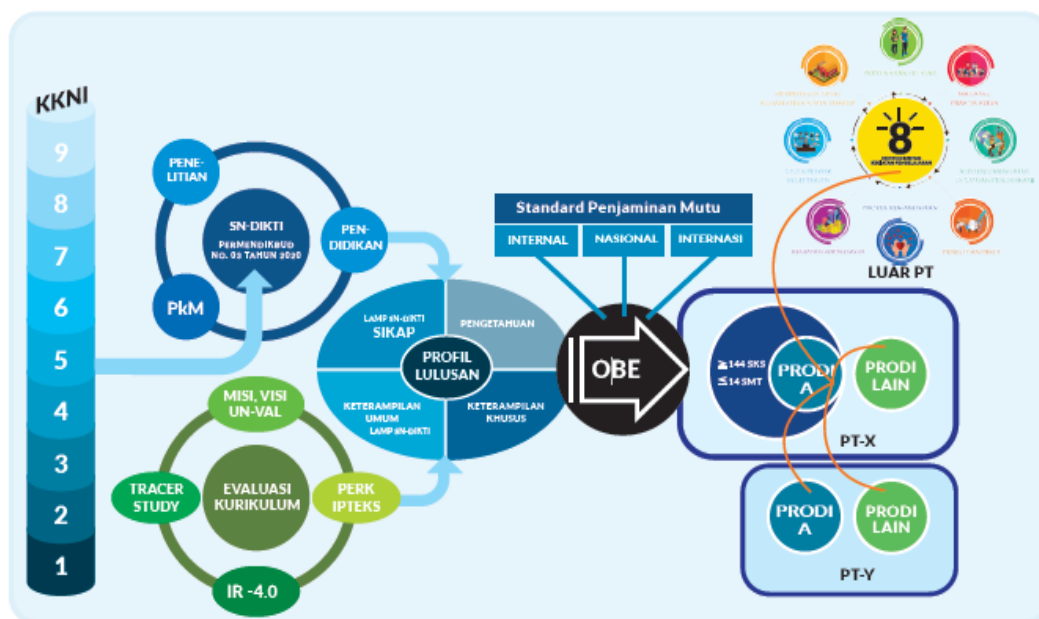 KKNI
9
8
7
6
5
4
3
2
1
PENE-
LITIAN
SN-DIKTI
PERMENDIKBUD
NO. 03 TAHUN 2020
PEN-
DIDIKAN
PkM
MISI, VISI
UN-VAL
TRACER
STUDY
EVALUASI
KURIKULUM
PERK
IPTEKS
IR -4.0
LAMP SN-DIKTI
SIKAP
PENGETAHUAN
PROFIL
LULUSAN
KETERAMPILAN
UMUM
LAMP SN-DIKTI
KETERAMPILAN
KHUSUS
Standard Penjaminan Mutu
INTERNAL
NASIONAL
INTERNASI
OBE
8
LUAR PT
≥144 SKS
≤14 SMT
PRODI
A
PRODI
LAIN
PT-X
PRODI
A
PRODI
LAIN
PT-Y